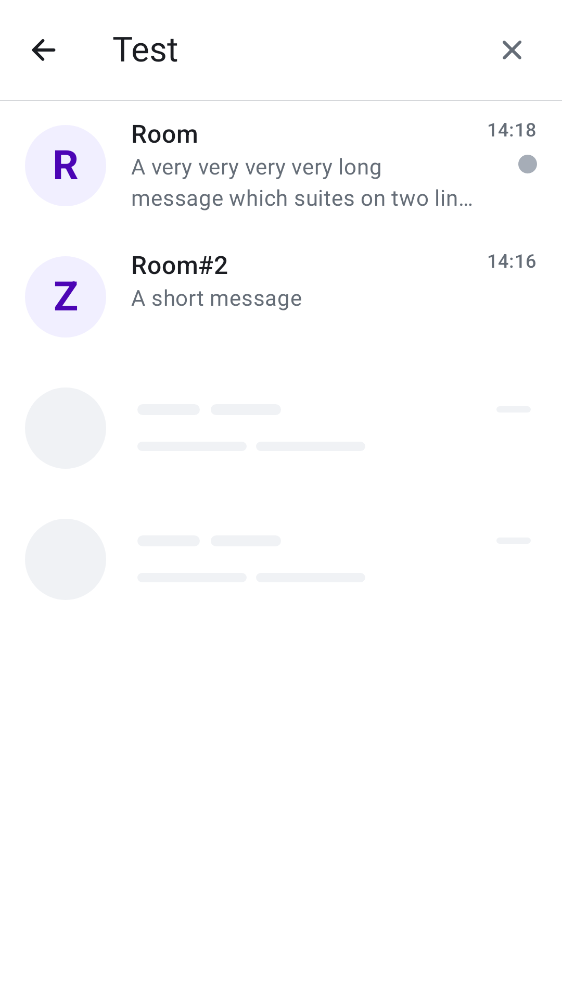 Test
Room
14:18
R
A very very very very long
message which suites on two lin…
Room#2
14:16
Z
A short message